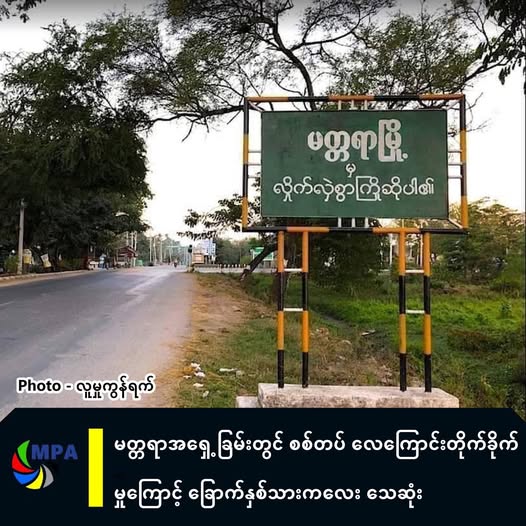 မတ္တရာမြို့
မှ
လှိုက်လှဲစွာကြိုဆိုပါ၏
Photo - လူမှုကွန်ရက်
MPA
မတ္တရာအရှေ့ခြမ်းတွင် စစ်တပ် လေကြောင်းတိုက်ခိုက်
မှုကြောင့် ခြောက်နှစ်သားကလေး သေဆုံး